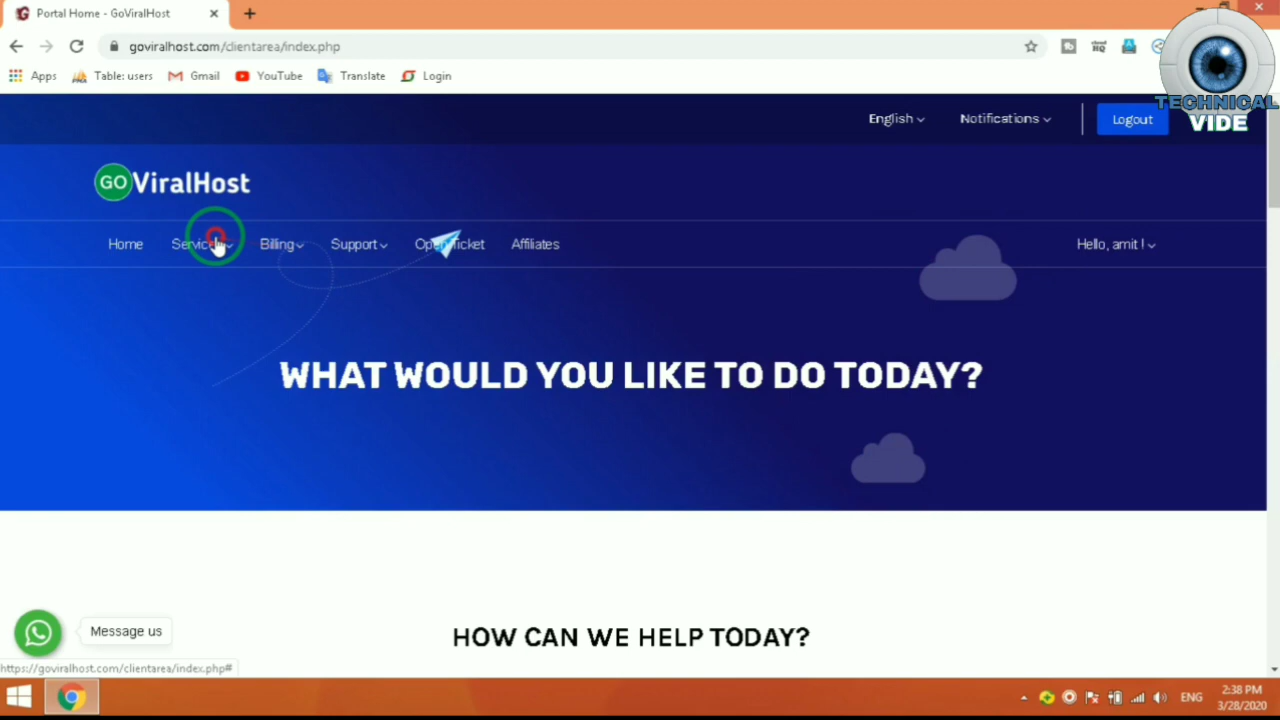 Portal Home - GoViralHost
goviralhost.com/clientarea/index.php
Apps Table: users Gmail YouTube Translate Login
TECHNICAL
VIDE
English Notifications Logout
GO ViralHost
Home Billing Support Affiliates Hello, amit !
WHAT WOULD YOU LIKE TO DO TODAY?
HOW CAN WE HELP TODAY?
Message us
https://goviralhost.com/clientarea/index.php#
ENG
2:38 PM
3/28/2020